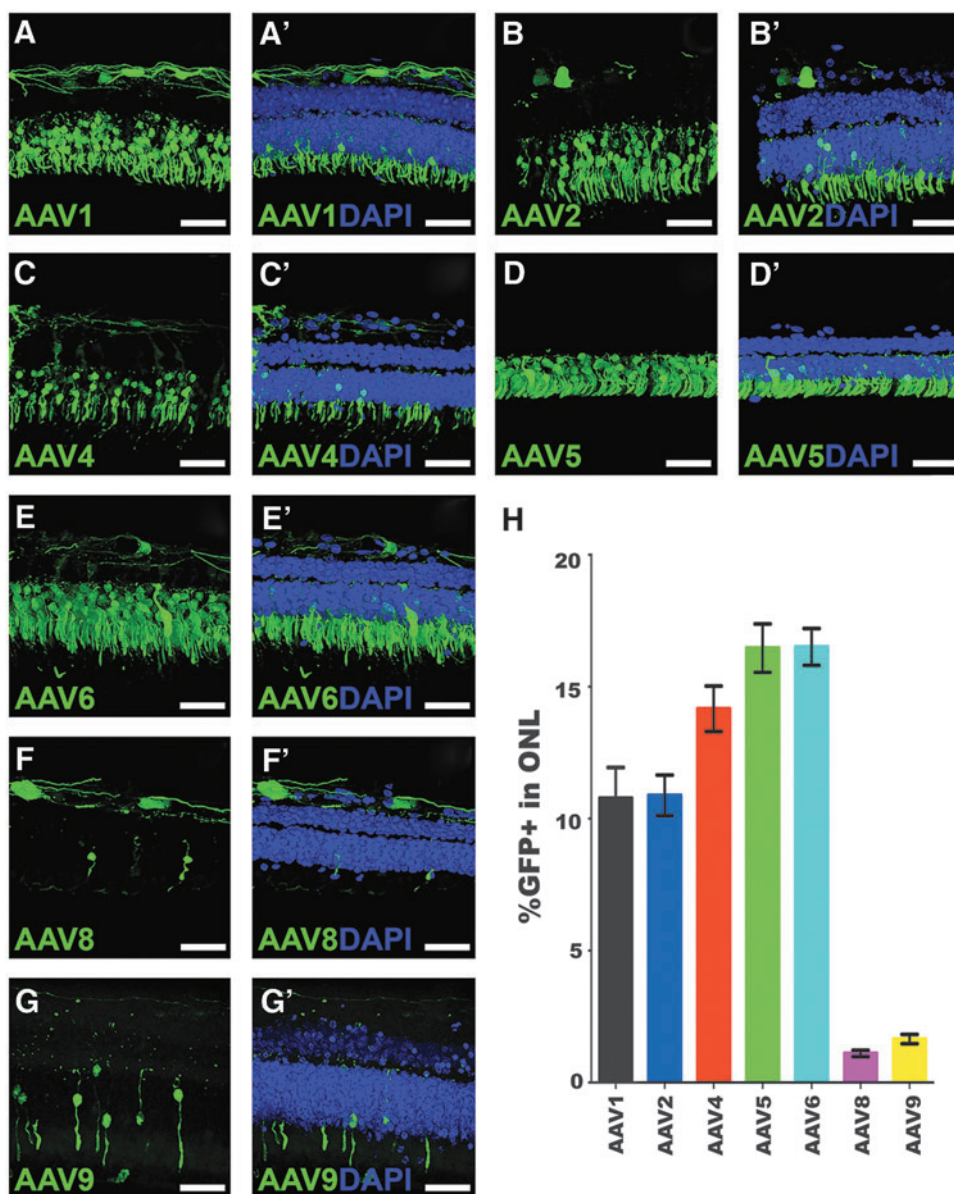 A
AAV1
A'
AAV1DAPI
B
AAV2
B'
AAV2DAPI
C
AAV4
C'
AAV4DAPI
D
AAV5
D'
AAV5DAPI
E
AAV6
E'
AAV6DAPI
F
AAV8
F'
AAV8DAPI
G
AAV9
G'
AAV9DAPI
H
%GFP+ in ONL
20
15
10
5
0
AAV1
AAV2
AAV4
AAV5
AAV6
AAV8
AAV9